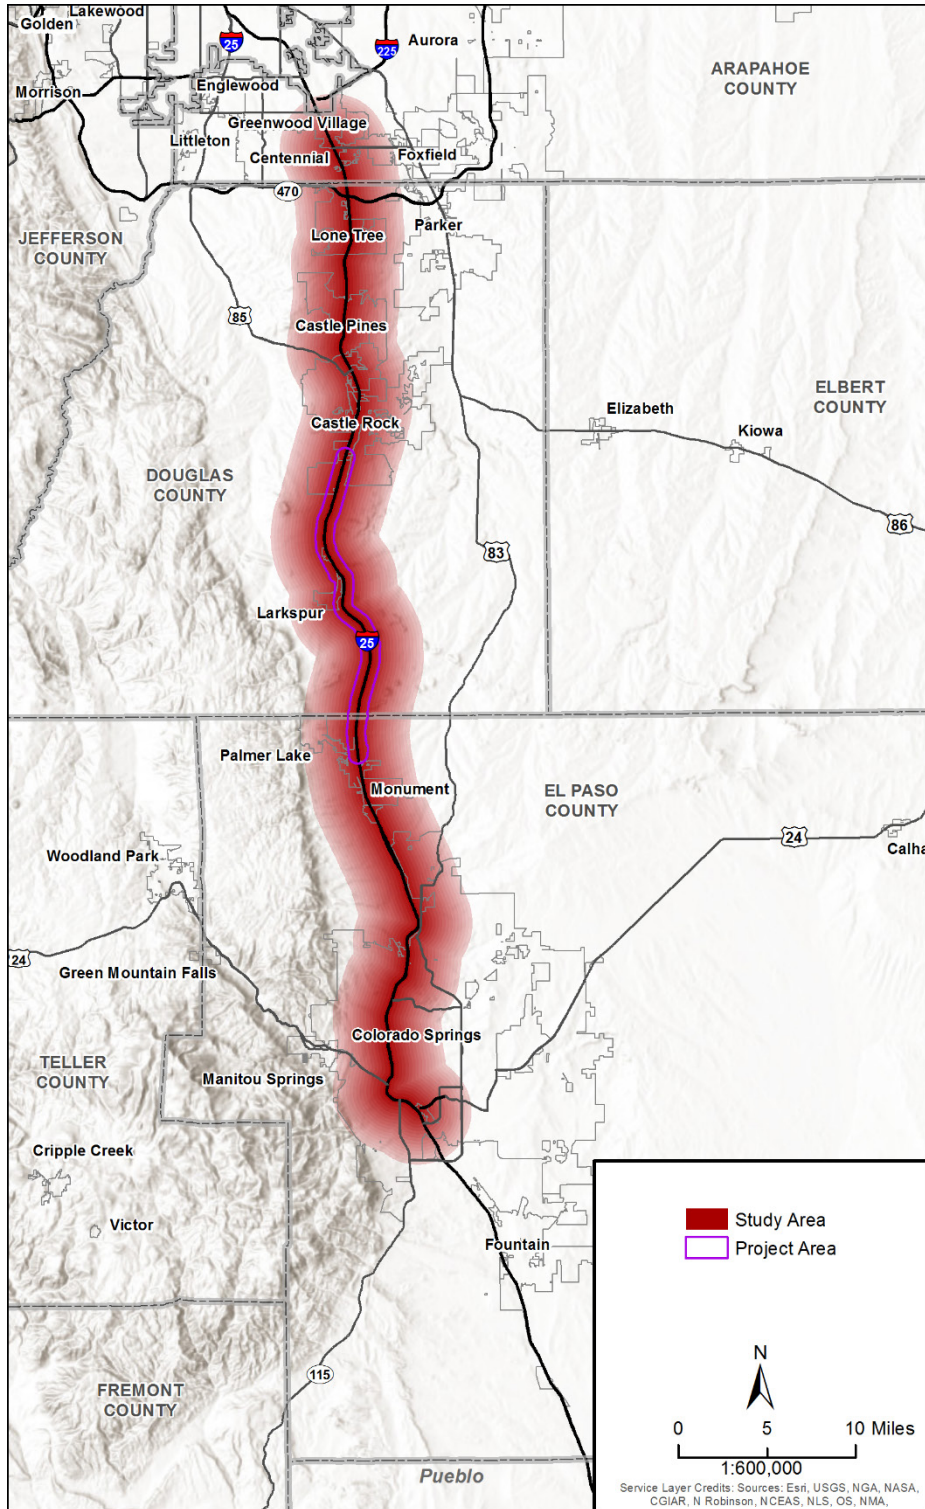 Lakewood
Golden
25
225
Aurora
ARAPAHOE
COUNTY
Englewood
Morrison
Greenwood Village
Littleton
Centennial
Foxfield
470
Parker
Lone Tree
JEFFERSON
COUNTY
85
Castle Pines
ELBERT
COUNTY
Elizabeth
Castle Rock
Kiowa
DOUGLAS
COUNTY
86
83
Larkspur
25
Palmer Lake
Monument
EL PASO
COUNTY
24
Calha
Woodland Park
24
Green Mountain Falls
Colorado Springs
TELLER
COUNTY
Manitou Springs
Cripple Creek
Victor
Fountain
115
FREMONT
COUNTY
Pueblo
Study Area
Project Area
N
0 5 10 Miles
1:600,000
Service Layer Credits: Sources: Esri, USGS, NGA, NASA,
CGIAR, N Robinson, NCEAS, NLS, OS, NMA,